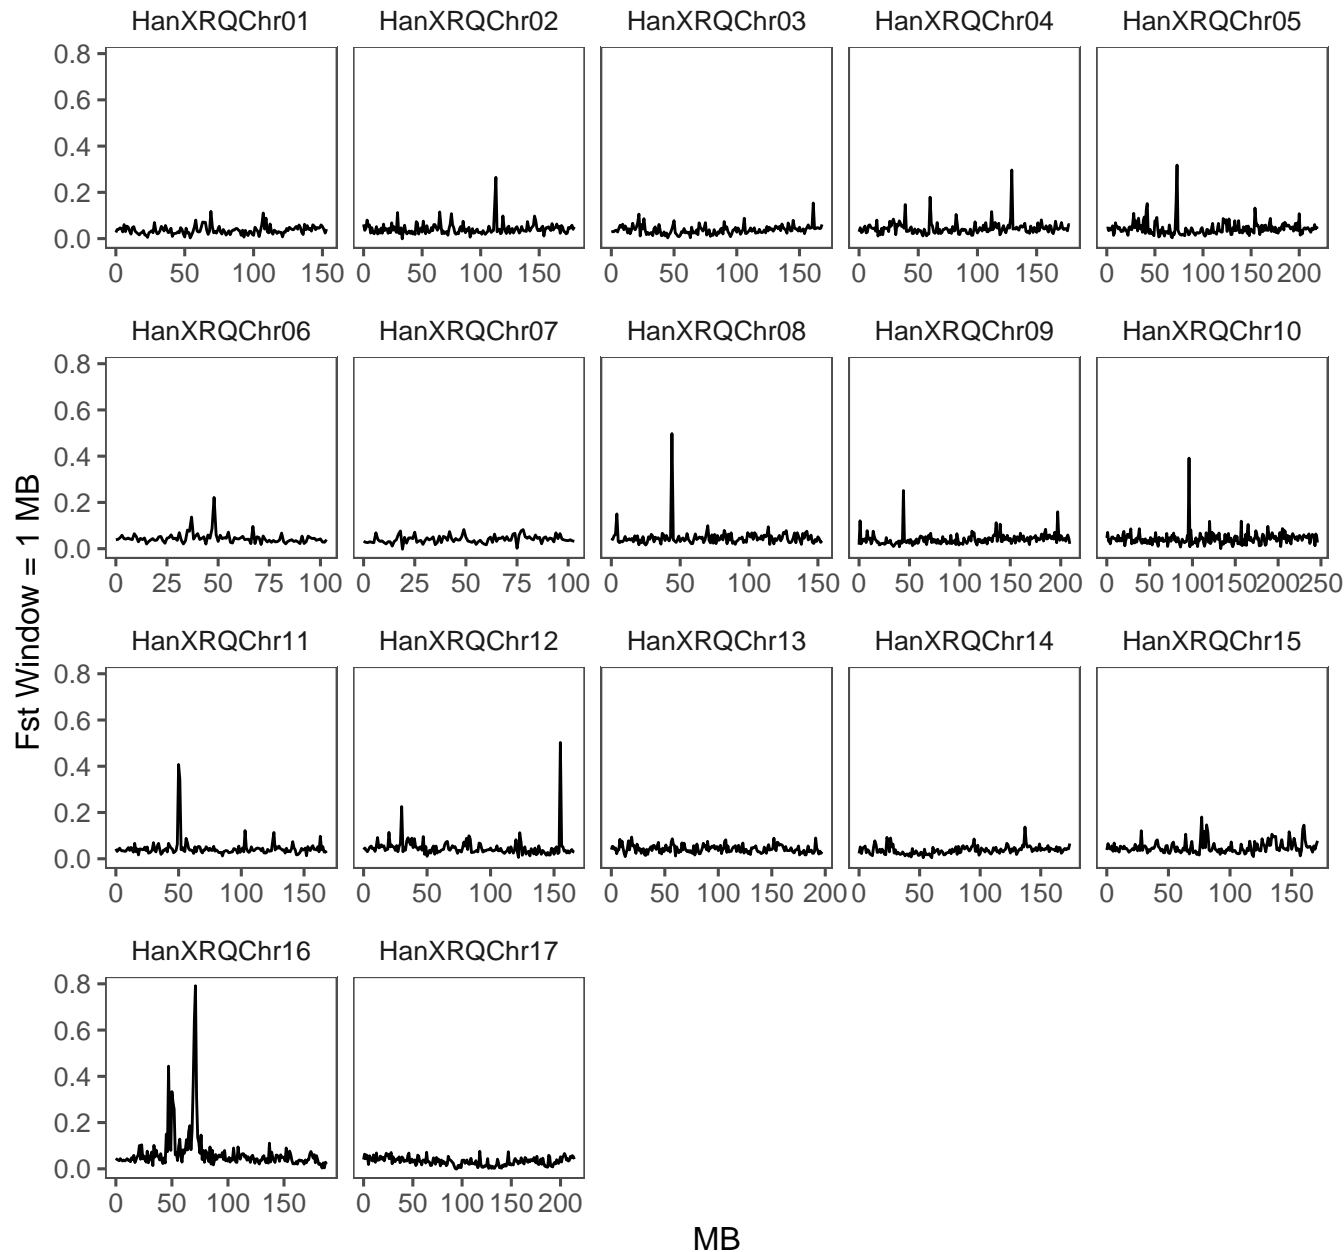 HanXRQChr01 HanXRQChr02 HanXRQChr03 HanXRQChr04 HanXRQChr05
0.8
0.6
0.4
0.2
0.0
0 50 100 150 0 50 100 150 0 50 100 150 0 50 100 150 0 50 100 150 200
HanXRQChr06 HanXRQChr07 HanXRQChr08 HanXRQChr09 HanXRQChr10
0.8
0.6
0.4
0.2
0.0
0 25 50 75 100 0 25 50 75 100 0 50 100 150 0 50 100 150 200 0 50 100 150 200 250
Fst Window = 1 MB
HanXRQChr11 HanXRQChr12 HanXRQChr13 HanXRQChr14 HanXRQChr15
0.8
0.6
0.4
0.2
0.0
0 50 100 150 0 50 100 150 0 50 100 150 200 0 50 100 150 0 50 100 150
HanXRQChr16 HanXRQChr17
0.8
0.6
0.4
0.2
0.0
0 50 100 150 0 50 100 150 200
MB